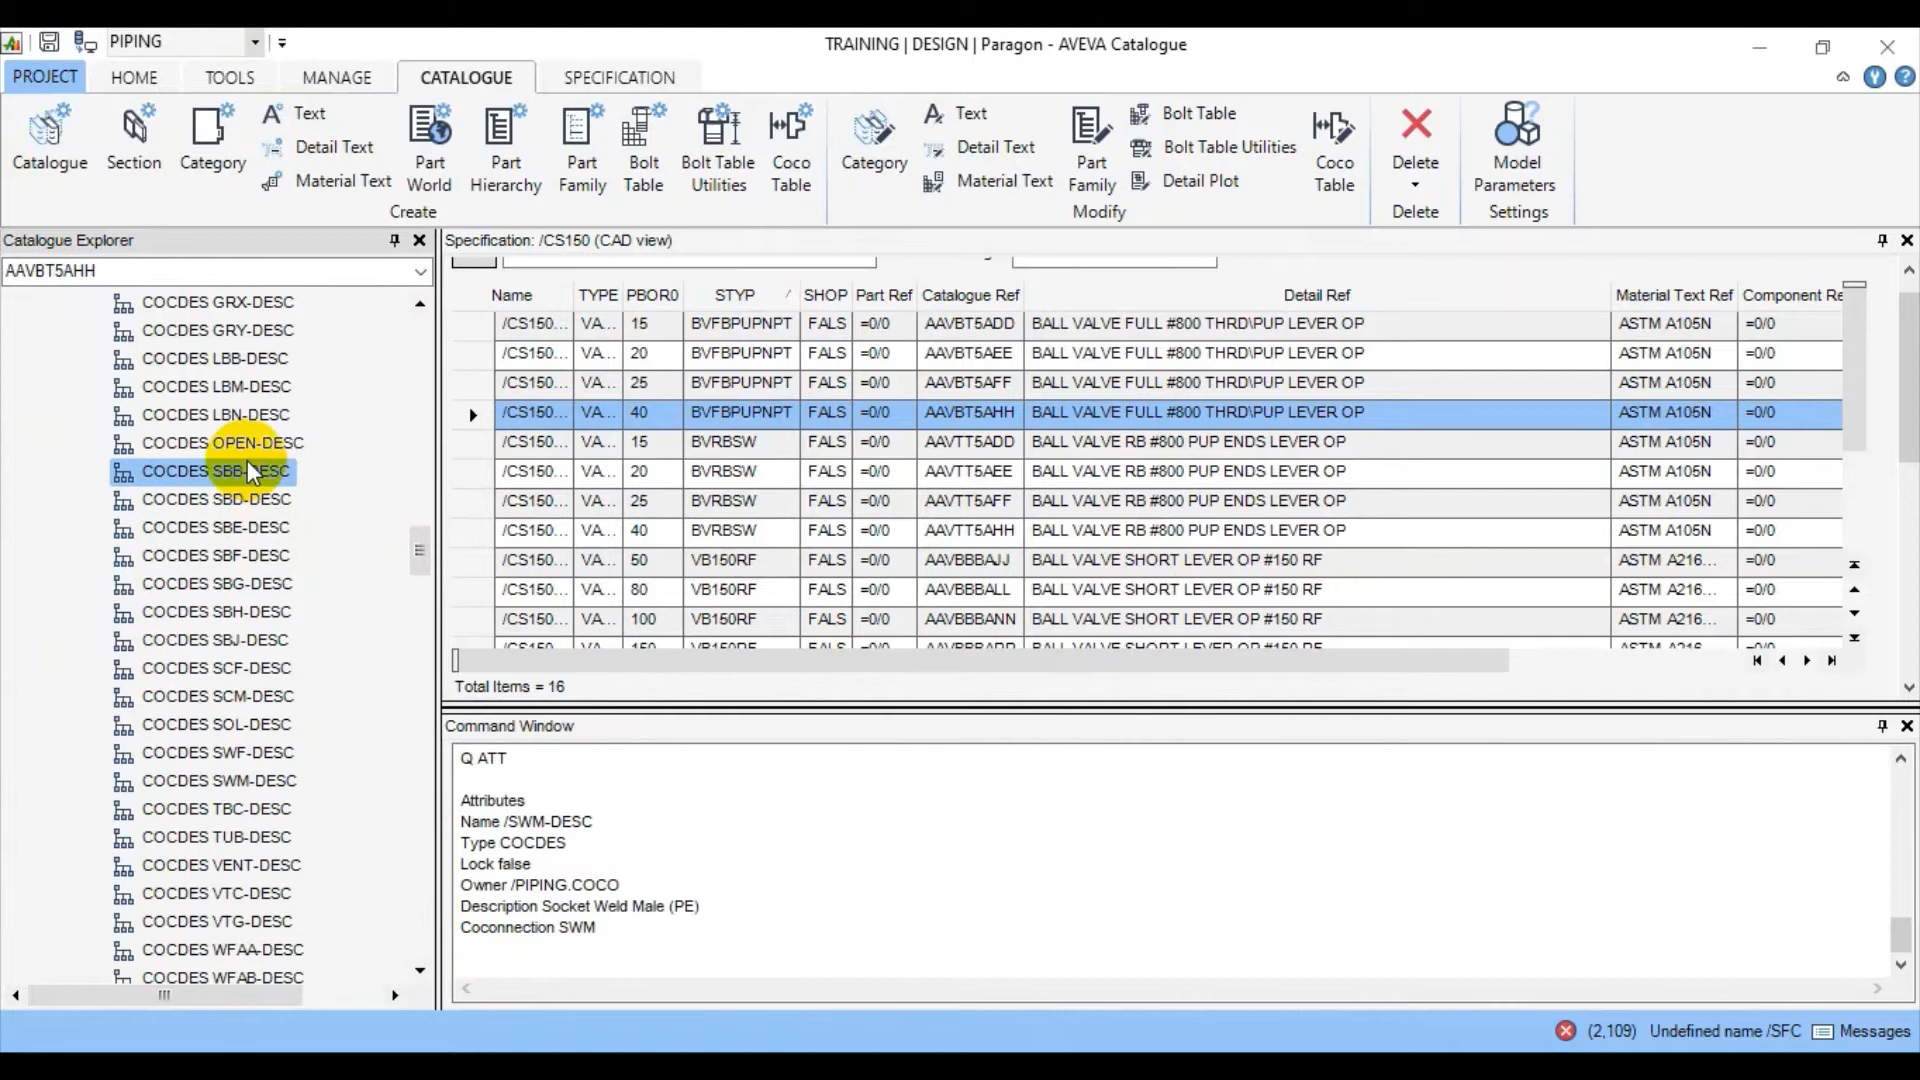 PIPING
TRAINING | DESIGN | Paragon - AVEVA Catalogue
PROJECT HOME TOOLS MANAGE CATALOGUE SPECIFICATION
Catalogue
Section
Category
Text
Detail Text
Material Text
Part World
Part Hierarchy
Part Family
Bolt Table
Bolt Table Utilities
Coco Table
Create
Category
Text
Detail Text
Material Text
Part Family
Bolt Table
Bolt Table Utilities
Detail Plot
Coco Table
Modify
Delete
Delete
Model Parameters
Settings
Catalogue Explorer
AAVBT5AHH
COCDES GRX-DESC
COCDES GRY-DESC
COCDES LBB-DESC
COCDES LBM-DESC
COCDES LBN-DESC
COCDES OPEN-DESC
COCDES SBB-DESC
COCDES SBD-DESC
COCDES SBE-DESC
COCDES SBF-DESC
COCDES SBG-DESC
COCDES SBH-DESC
COCDES SBJ-DESC
COCDES SCF-DESC
COCDES SCM-DESC
COCDES SOL-DESC
COCDES SWF-DESC
COCDES SWM-DESC
COCDES TBC-DESC
COCDES TUB-DESC
COCDES VENT-DESC
COCDES VTC-DESC
COCDES VTG-DESC
COCDES WFAA-DESC
COCDES WFAB-DESC
Specification: /CS150 (CAD view)
Name TYPE PBOR0 STYP SHOP Part Ref Catalogue Ref Detail Ref Material Text Ref Component Re
/CS150... VA... 15 BVFBPUPNPT FALS =0/0 AAVBT5ADD BALL VALVE FULL #800 THRD\PUP LEVER OP ASTM A105N =0/0
/CS150... VA... 20 BVFBPUPNPT FALS =0/0 AAVBT5AEE BALL VALVE FULL #800 THRD\PUP LEVER OP ASTM A105N =0/0
/CS150... VA... 25 BVFBPUPNPT FALS =0/0 AAVBT5AFF BALL VALVE FULL #800 THRD\PUP LEVER OP ASTM A105N =0/0
/CS150... VA... 40 BVFBPUPNPT FALS =0/0 AAVBT5AHH BALL VALVE FULL #800 THRD\PUP LEVER OP ASTM A105N =0/0
/CS150... VA... 15 BVRBSW FALS =0/0 AAVTT5ADD BALL VALVE RB #800 PUP ENDS LEVER OP ASTM A105N =0/0
/CS150... VA... 20 BVRBSW FALS =0/0 AAVTT5AEE BALL VALVE RB #800 PUP ENDS LEVER OP ASTM A105N =0/0
/CS150... VA... 25 BVRBSW FALS =0/0 AAVTT5AFF BALL VALVE RB #800 PUP ENDS LEVER OP ASTM A105N =0/0
/CS150... VA... 40 BVRBSW FALS =0/0 AAVTT5AHH BALL VALVE RB #800 PUP ENDS LEVER OP ASTM A105N =0/0
/CS150... VA... 50 VB150RF FALS =0/0 AAVBBBAJJ BALL VALVE SHORT LEVER OP #150 RF ASTM A216... =0/0
/CS150... VA... 80 VB150RF FALS =0/0 AAVBBBALL BALL VALVE SHORT LEVER OP #150 RF ASTM A216... =0/0
/CS150... VA... 100 VB150RF FALS =0/0 AAVBBBANN BALL VALVE SHORT LEVER OP #150 RF ASTM A216... =0/0
Total Items = 16
Command Window
Q ATT
Attributes
Name /SWM-DESC
Type COCDES
Lock false
Owner /PIPING.COCO
Description Socket Weld Male (PE)
Coconnection SWM
(2,109) Undefined name /SFC Messages